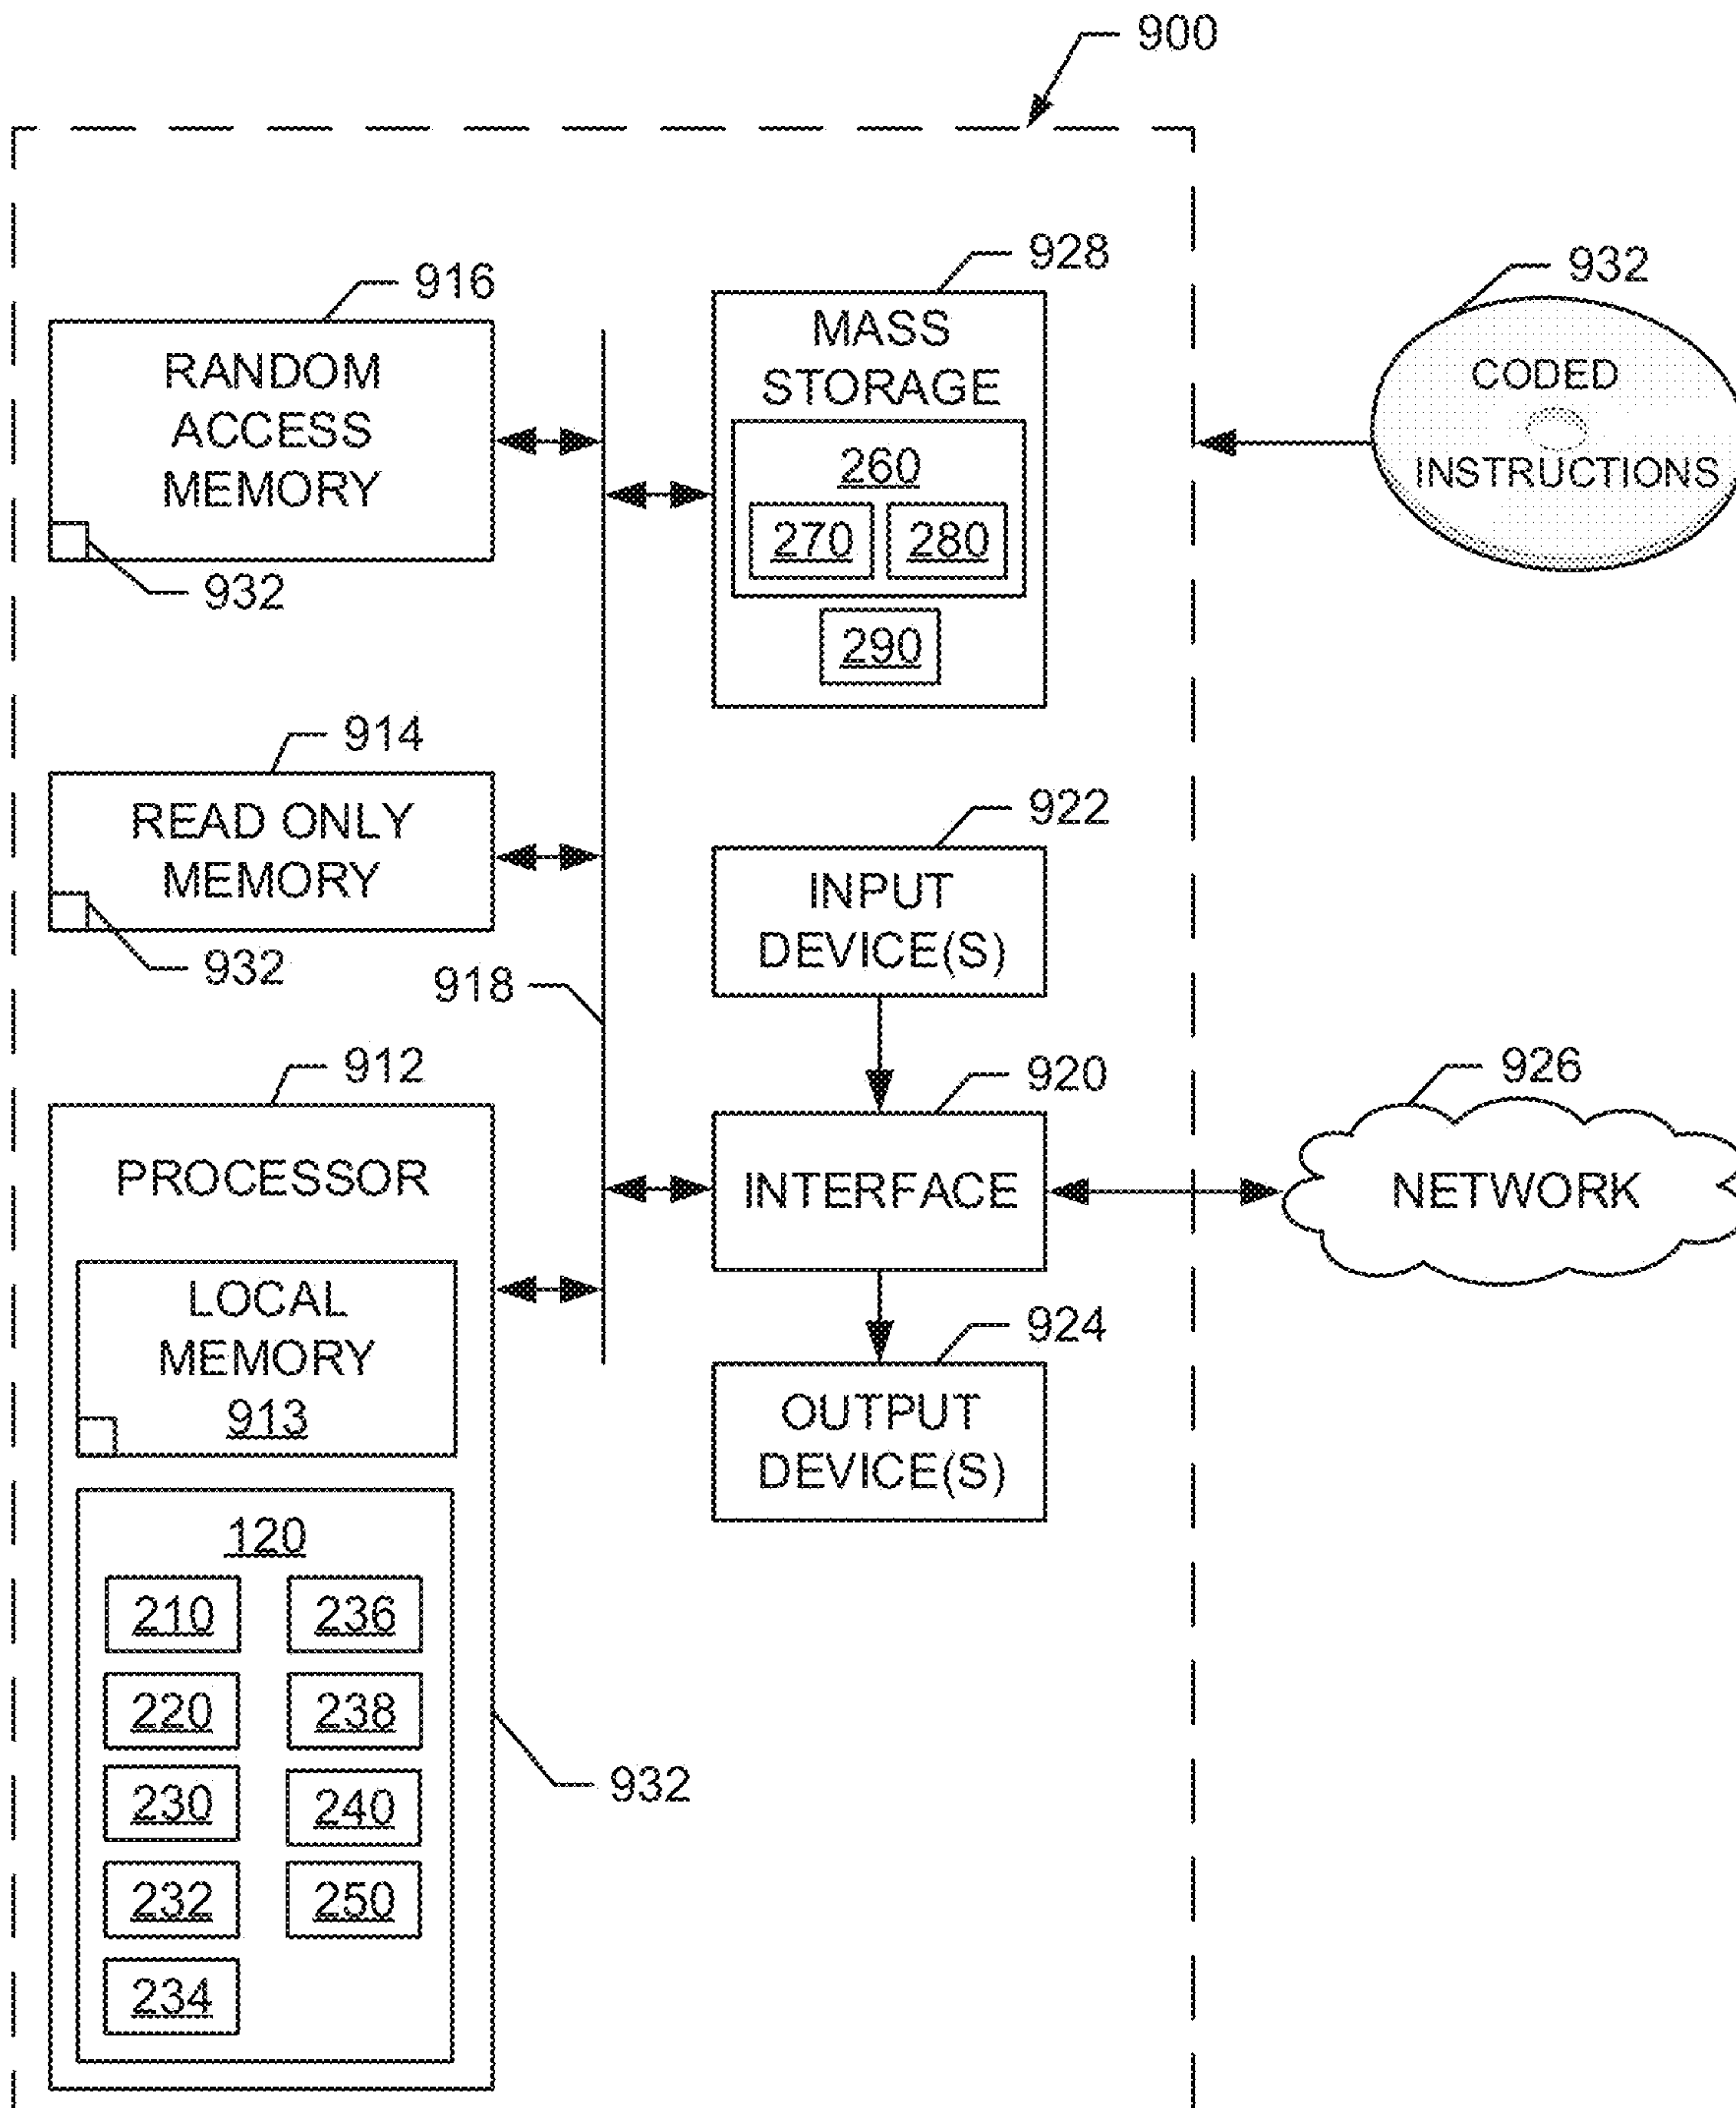 900
916
RANDOM
ACCESS
MEMORY
932
928
MASS
STORAGE
260
270 280
290
932
CODED
INSTRUCTIONS
914
READ ONLY
MEMORY
932
918
922
INPUT
DEVICE(S)
912
PROCESSOR
LOCAL
MEMORY
913
120
210 236
220 238
230 240
232 250
234
932
920
INTERFACE
924
OUTPUT
DEVICE(S)
926
NETWORK